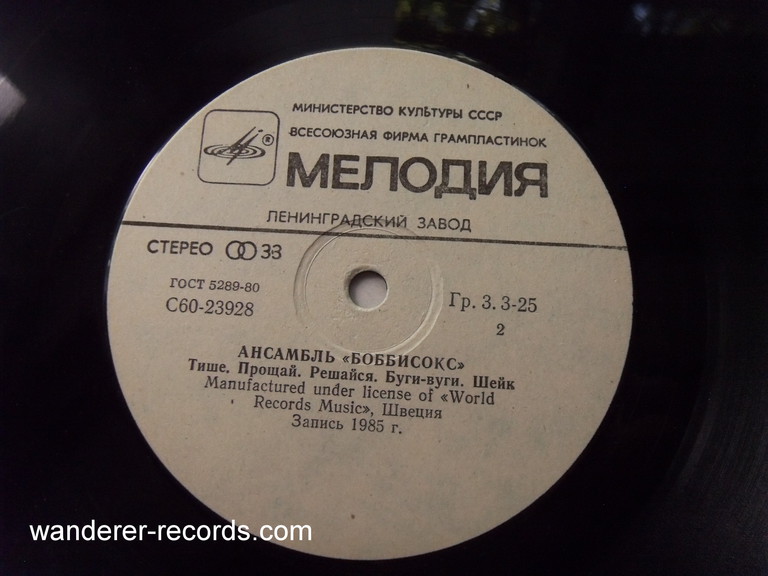 МИНИСТЕРСТВО КУЛЬТУРЫ СССР
ВСЕСОЮЗНАЯ ФИРМА ГРАМПЛАСТИНОК
®
МЕЛОДИЯ
ЛЕНИНГРАДСКИЙ ЗАВОД
СТЕРЕО 33
ГОСТ 5289-80
С60-23928
Гр. 3. 3-25
2
АНСАМБЛЬ «БОББИСОКС»
Тише. Прощай. Решайся. Буги-вуги. Шейк
Manufactured under license of «World
Records Music», Швеция
Запись 1985 г.
wanderer-records.com